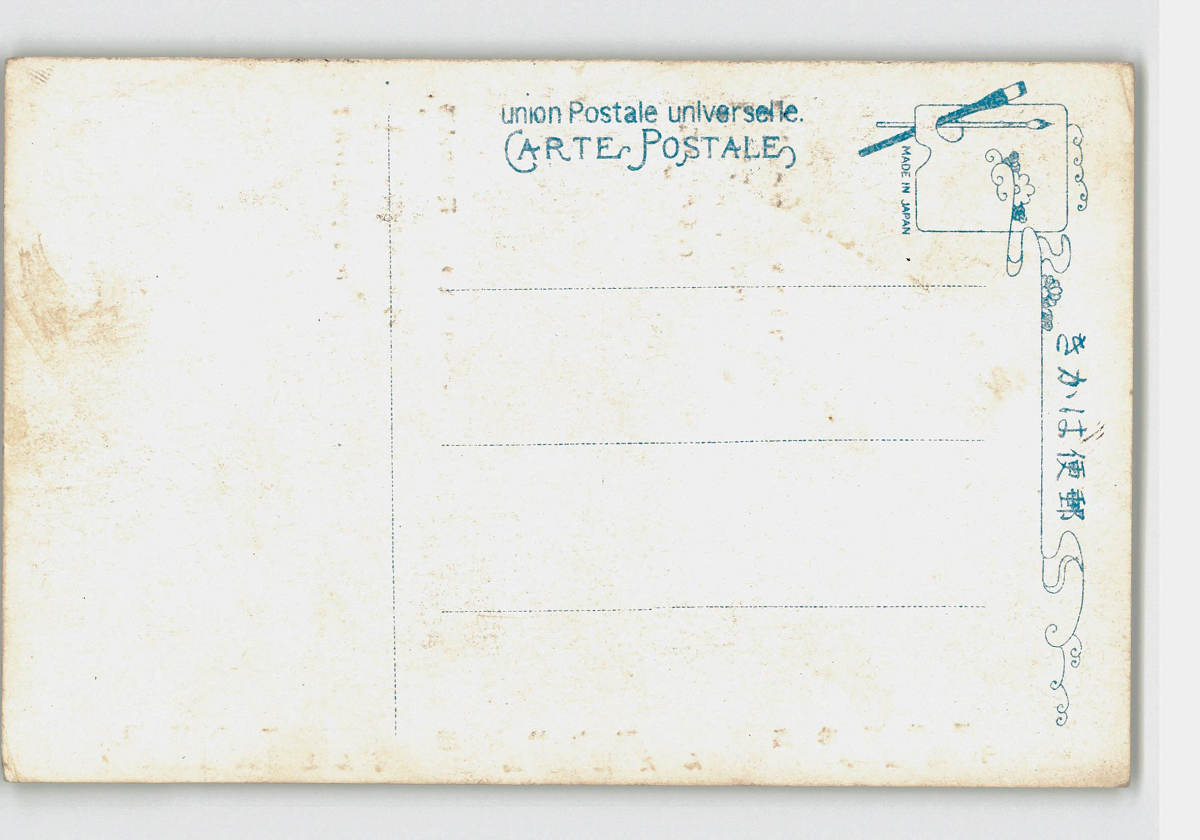 union Postale universelle.
CARTE POSTALE
MADE IN JAPAN
郵便はかき